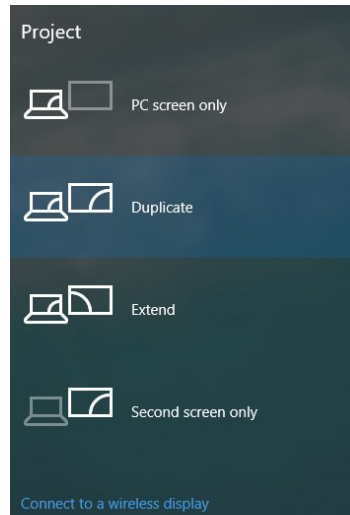 Project
PC screen only
Duplicate
Extend
Second screen only
Connect to a wireless display